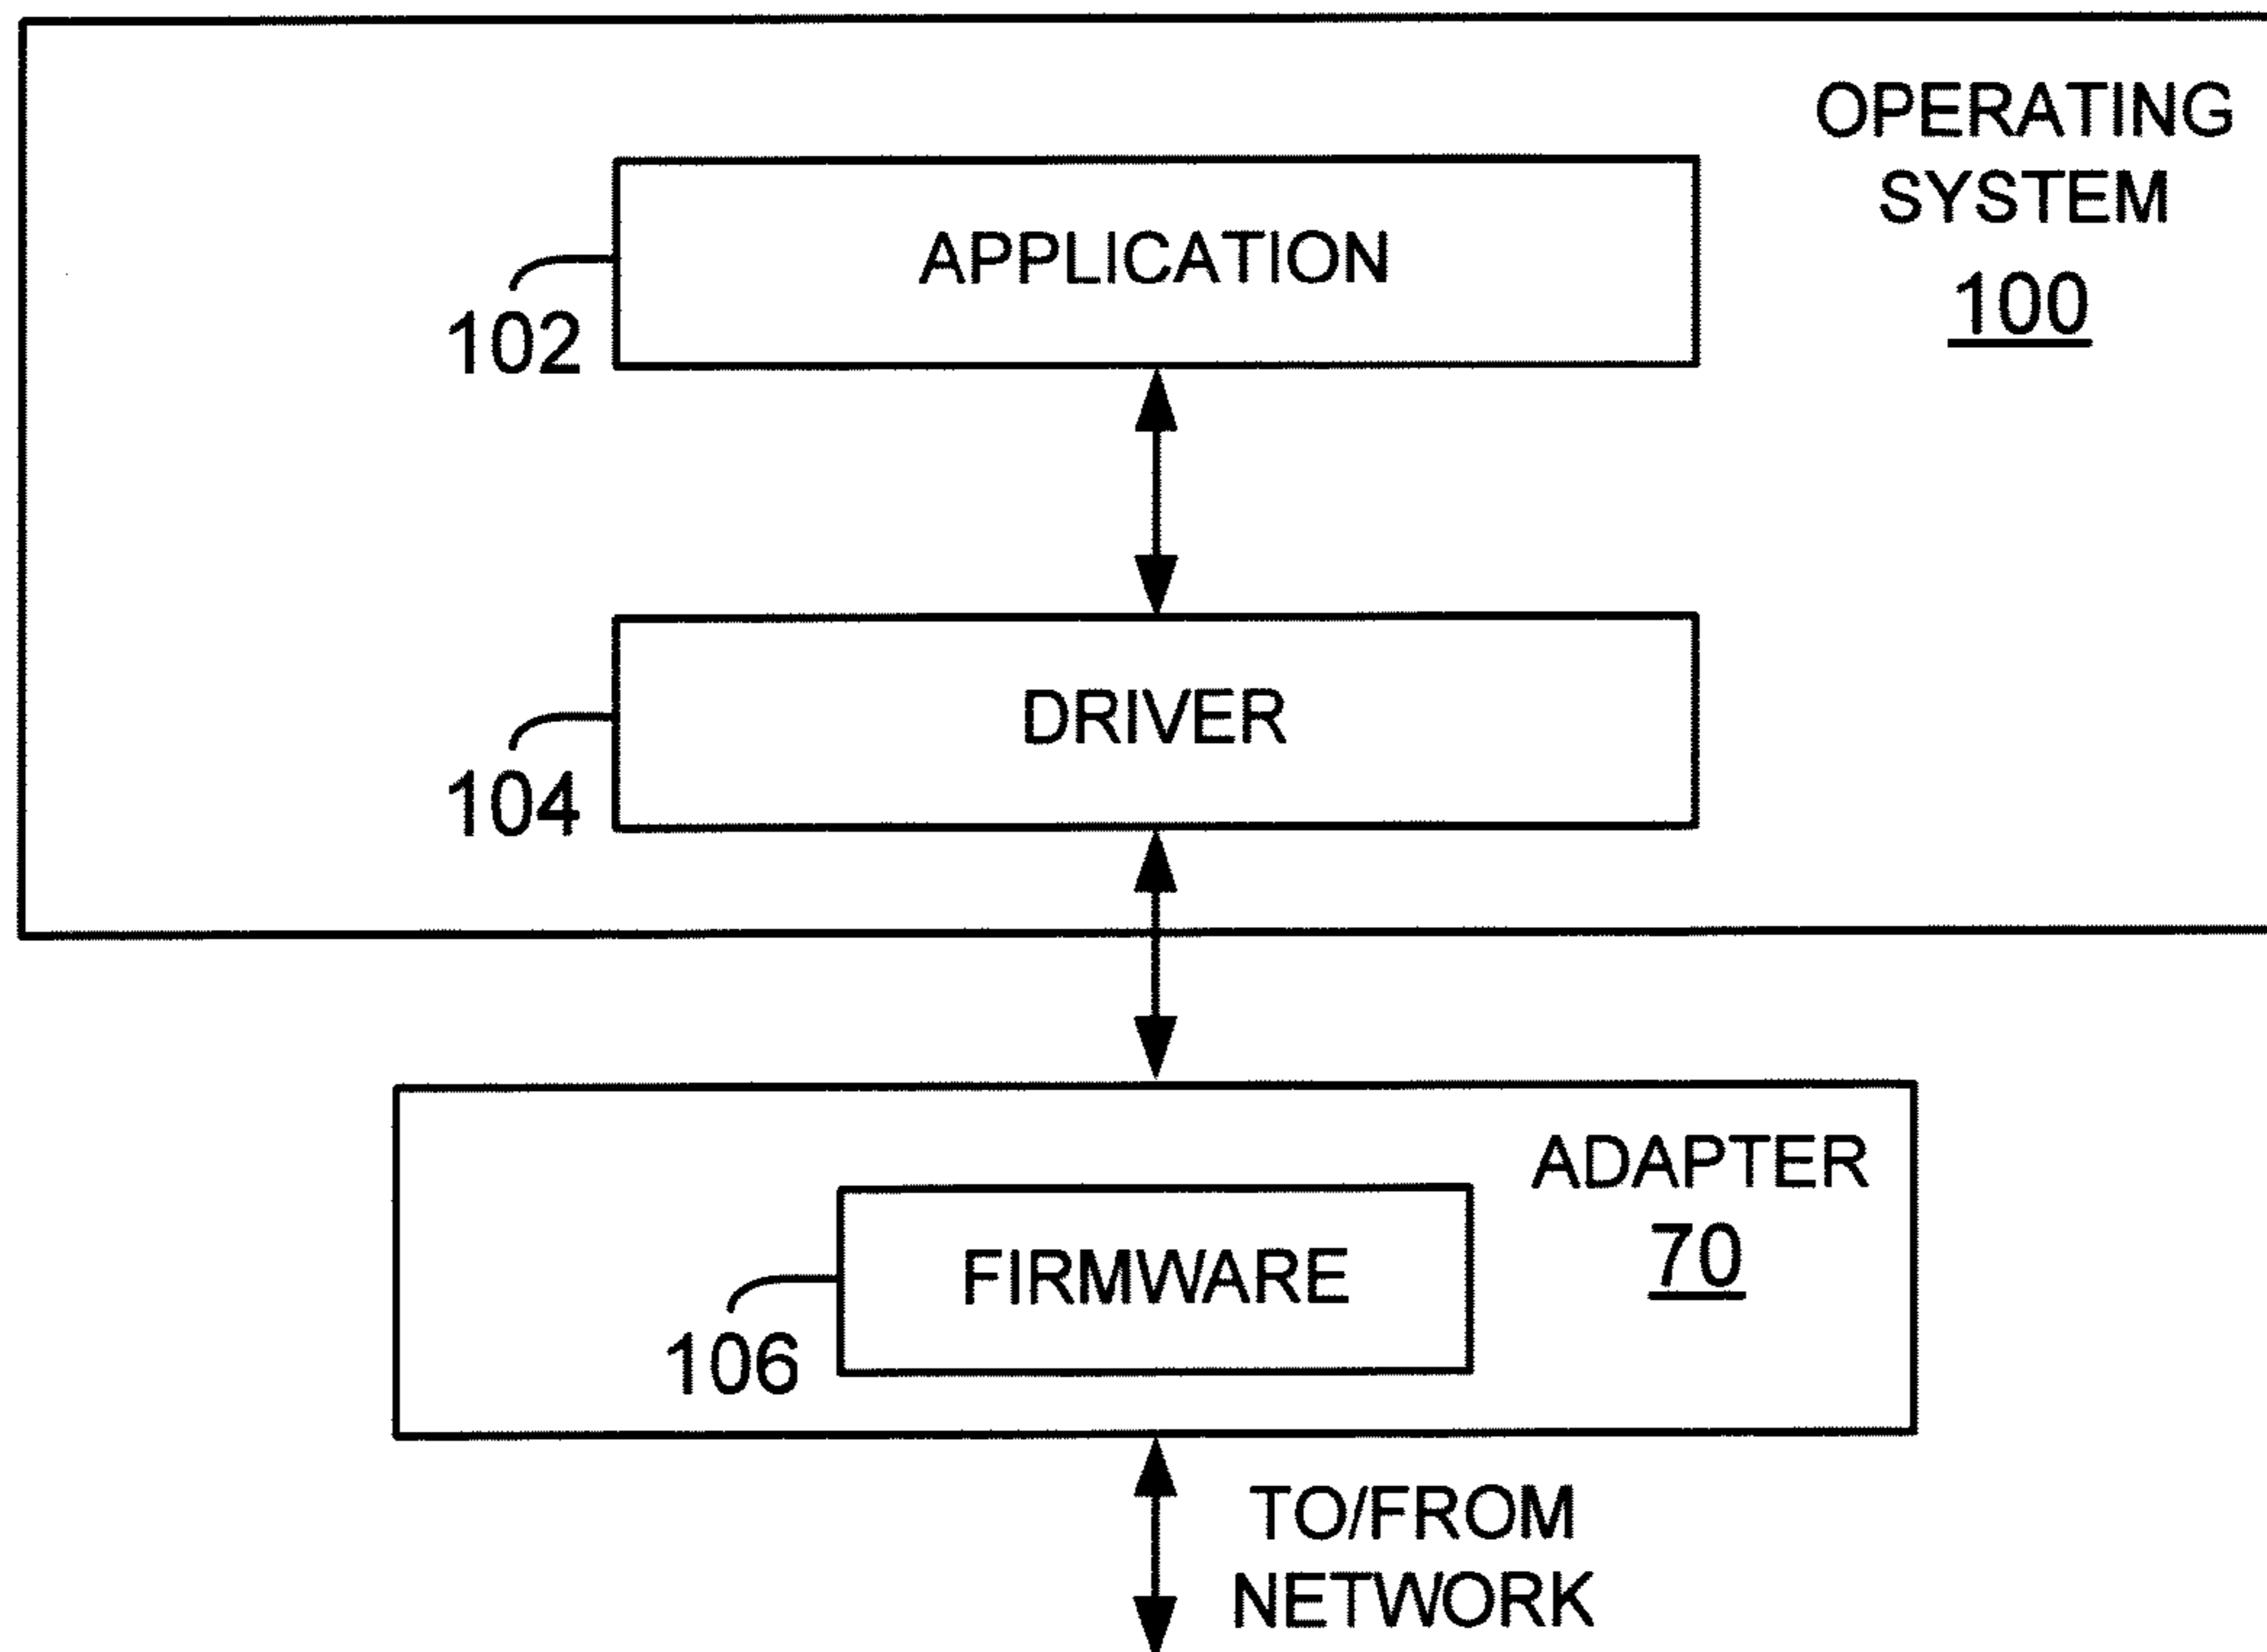 OPERATING
SYSTEM
100
APPLICATION
102
DRIVER
104
ADAPTER
70
FIRMWARE
106
TO/FROM
NETWORK